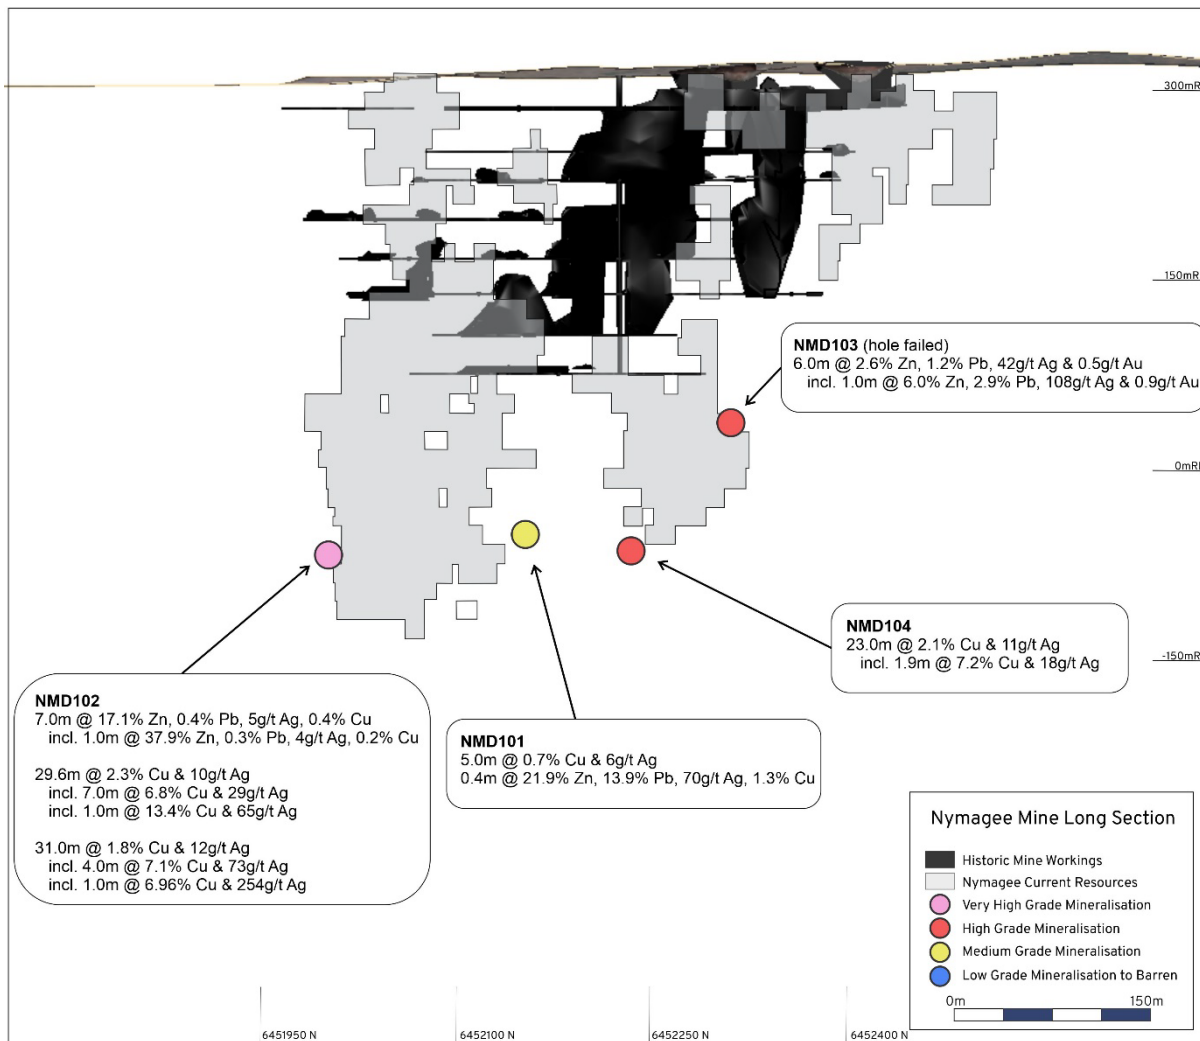 300mR
150mR
NMD103 (hole failed)
6.0m @ 2.6% Zn, 1.2% Pb, 42g/t Ag & 0.5g/t Au
incl. 1.0m @ 6.0% Zn, 2.9% Pb, 108g/t Ag & 0.9g/t Au
0mRl
NMD104
23.0m @ 2.1% Cu & 11g/t Ag
incl. 1.9m @ 7.2% Cu & 18g/t Ag
-150mR
NMD102
7.0m @ 17.1% Zn, 0.4% Pb, 5g/t Ag, 0.4% Cu
incl. 1.0m @ 37.9% Zn, 0.3% Pb, 4g/t Ag, 0.2% Cu
29.6m @ 2.3% Cu & 10g/t Ag
incl. 7.0m @ 6.8% Cu & 29g/t Ag
incl. 1.0m @ 13.4% Cu & 65g/t Ag
31.0m @ 1.8% Cu & 12g/t Ag
incl. 4.0m @ 7.1% Cu & 73g/t Ag
incl. 1.0m @ 6.96% Cu & 254g/t Ag
NMD101
5.0m @ 0.7% Cu & 6g/t Ag
0.4m @ 21.9% Zn, 13.9% Pb, 70g/t Ag, 1.3% Cu
Nymagee Mine Long Section
Historic Mine Workings
Nymagee Current Resources
Very High Grade Mineralisation
High Grade Mineralisation
Medium Grade Mineralisation
Low Grade Mineralisation to Barren
0m 150m
6451950 N 6452100 N 6452250 N 6452400 N